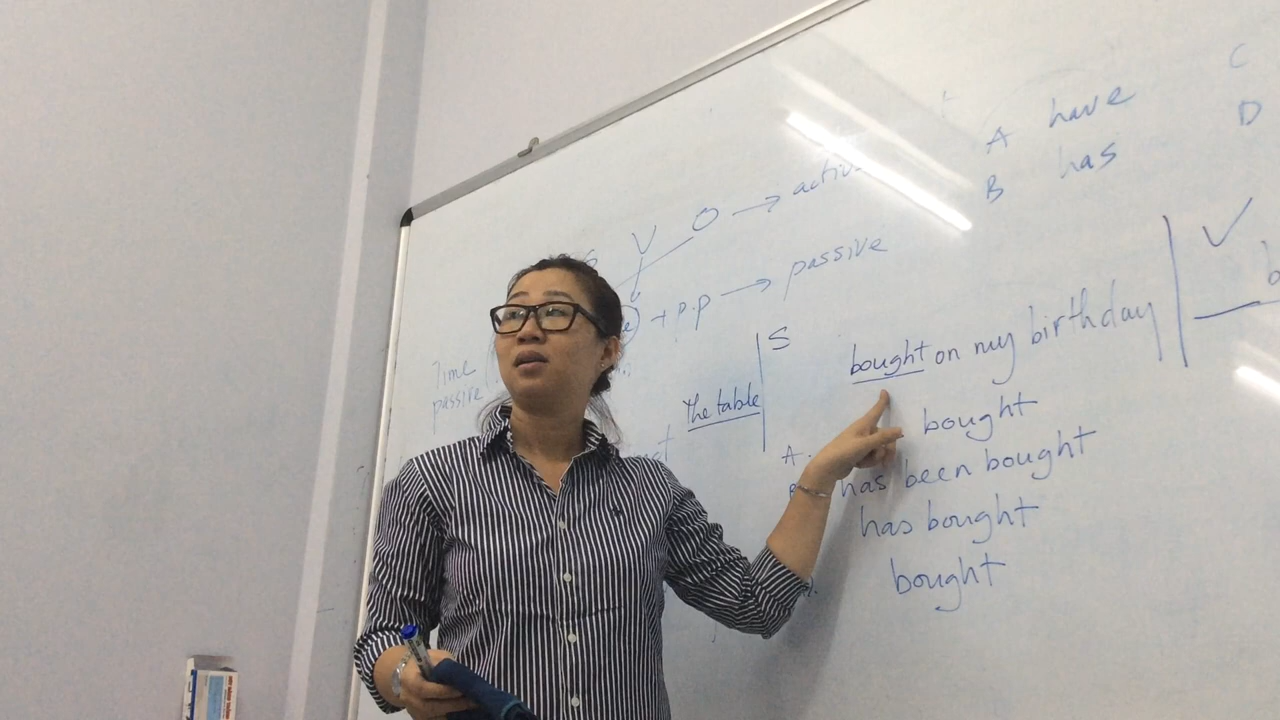 S V O → active
+ p.p → passive
Time
passive
The table
S
bought on my birthday
A. bought
B has been bought
has bought
bought
A have
B has
C
D
✓
b